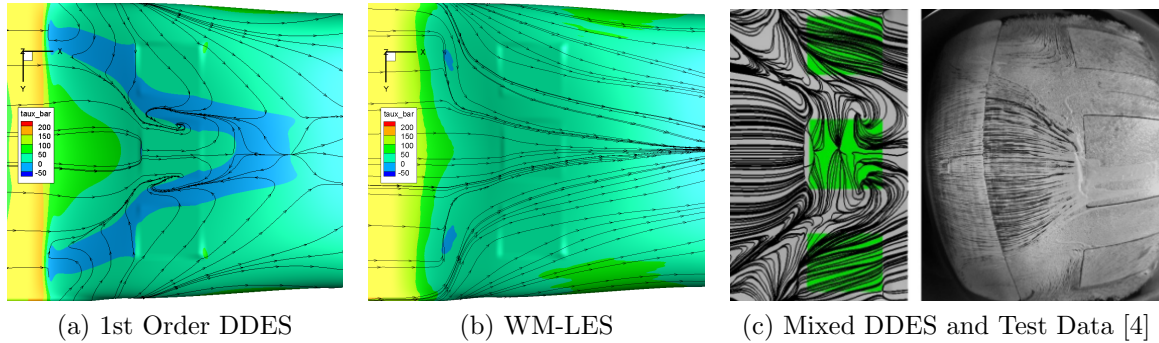 Z X
Y
taux_bar
200
150
100
50
0
-50
Z X
Y
taux_bar
200
150
100
50
0
-50
(a) 1st Order DDES
(b) WM-LES
(c) Mixed DDES and Test Data [4]